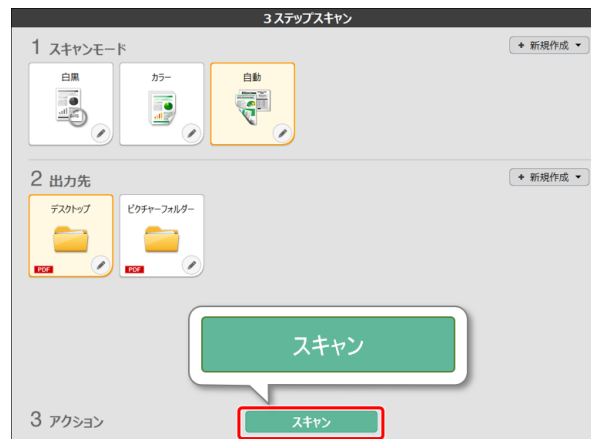 3ステップスキャン
1 スキャンモード
+ 新規作成
白黒
カラー
自動
2 出力先
+ 新規作成
デスクトップ
ピクチャーフォルダー
PDF
PDF
スキャン
3 アクション
スキャン